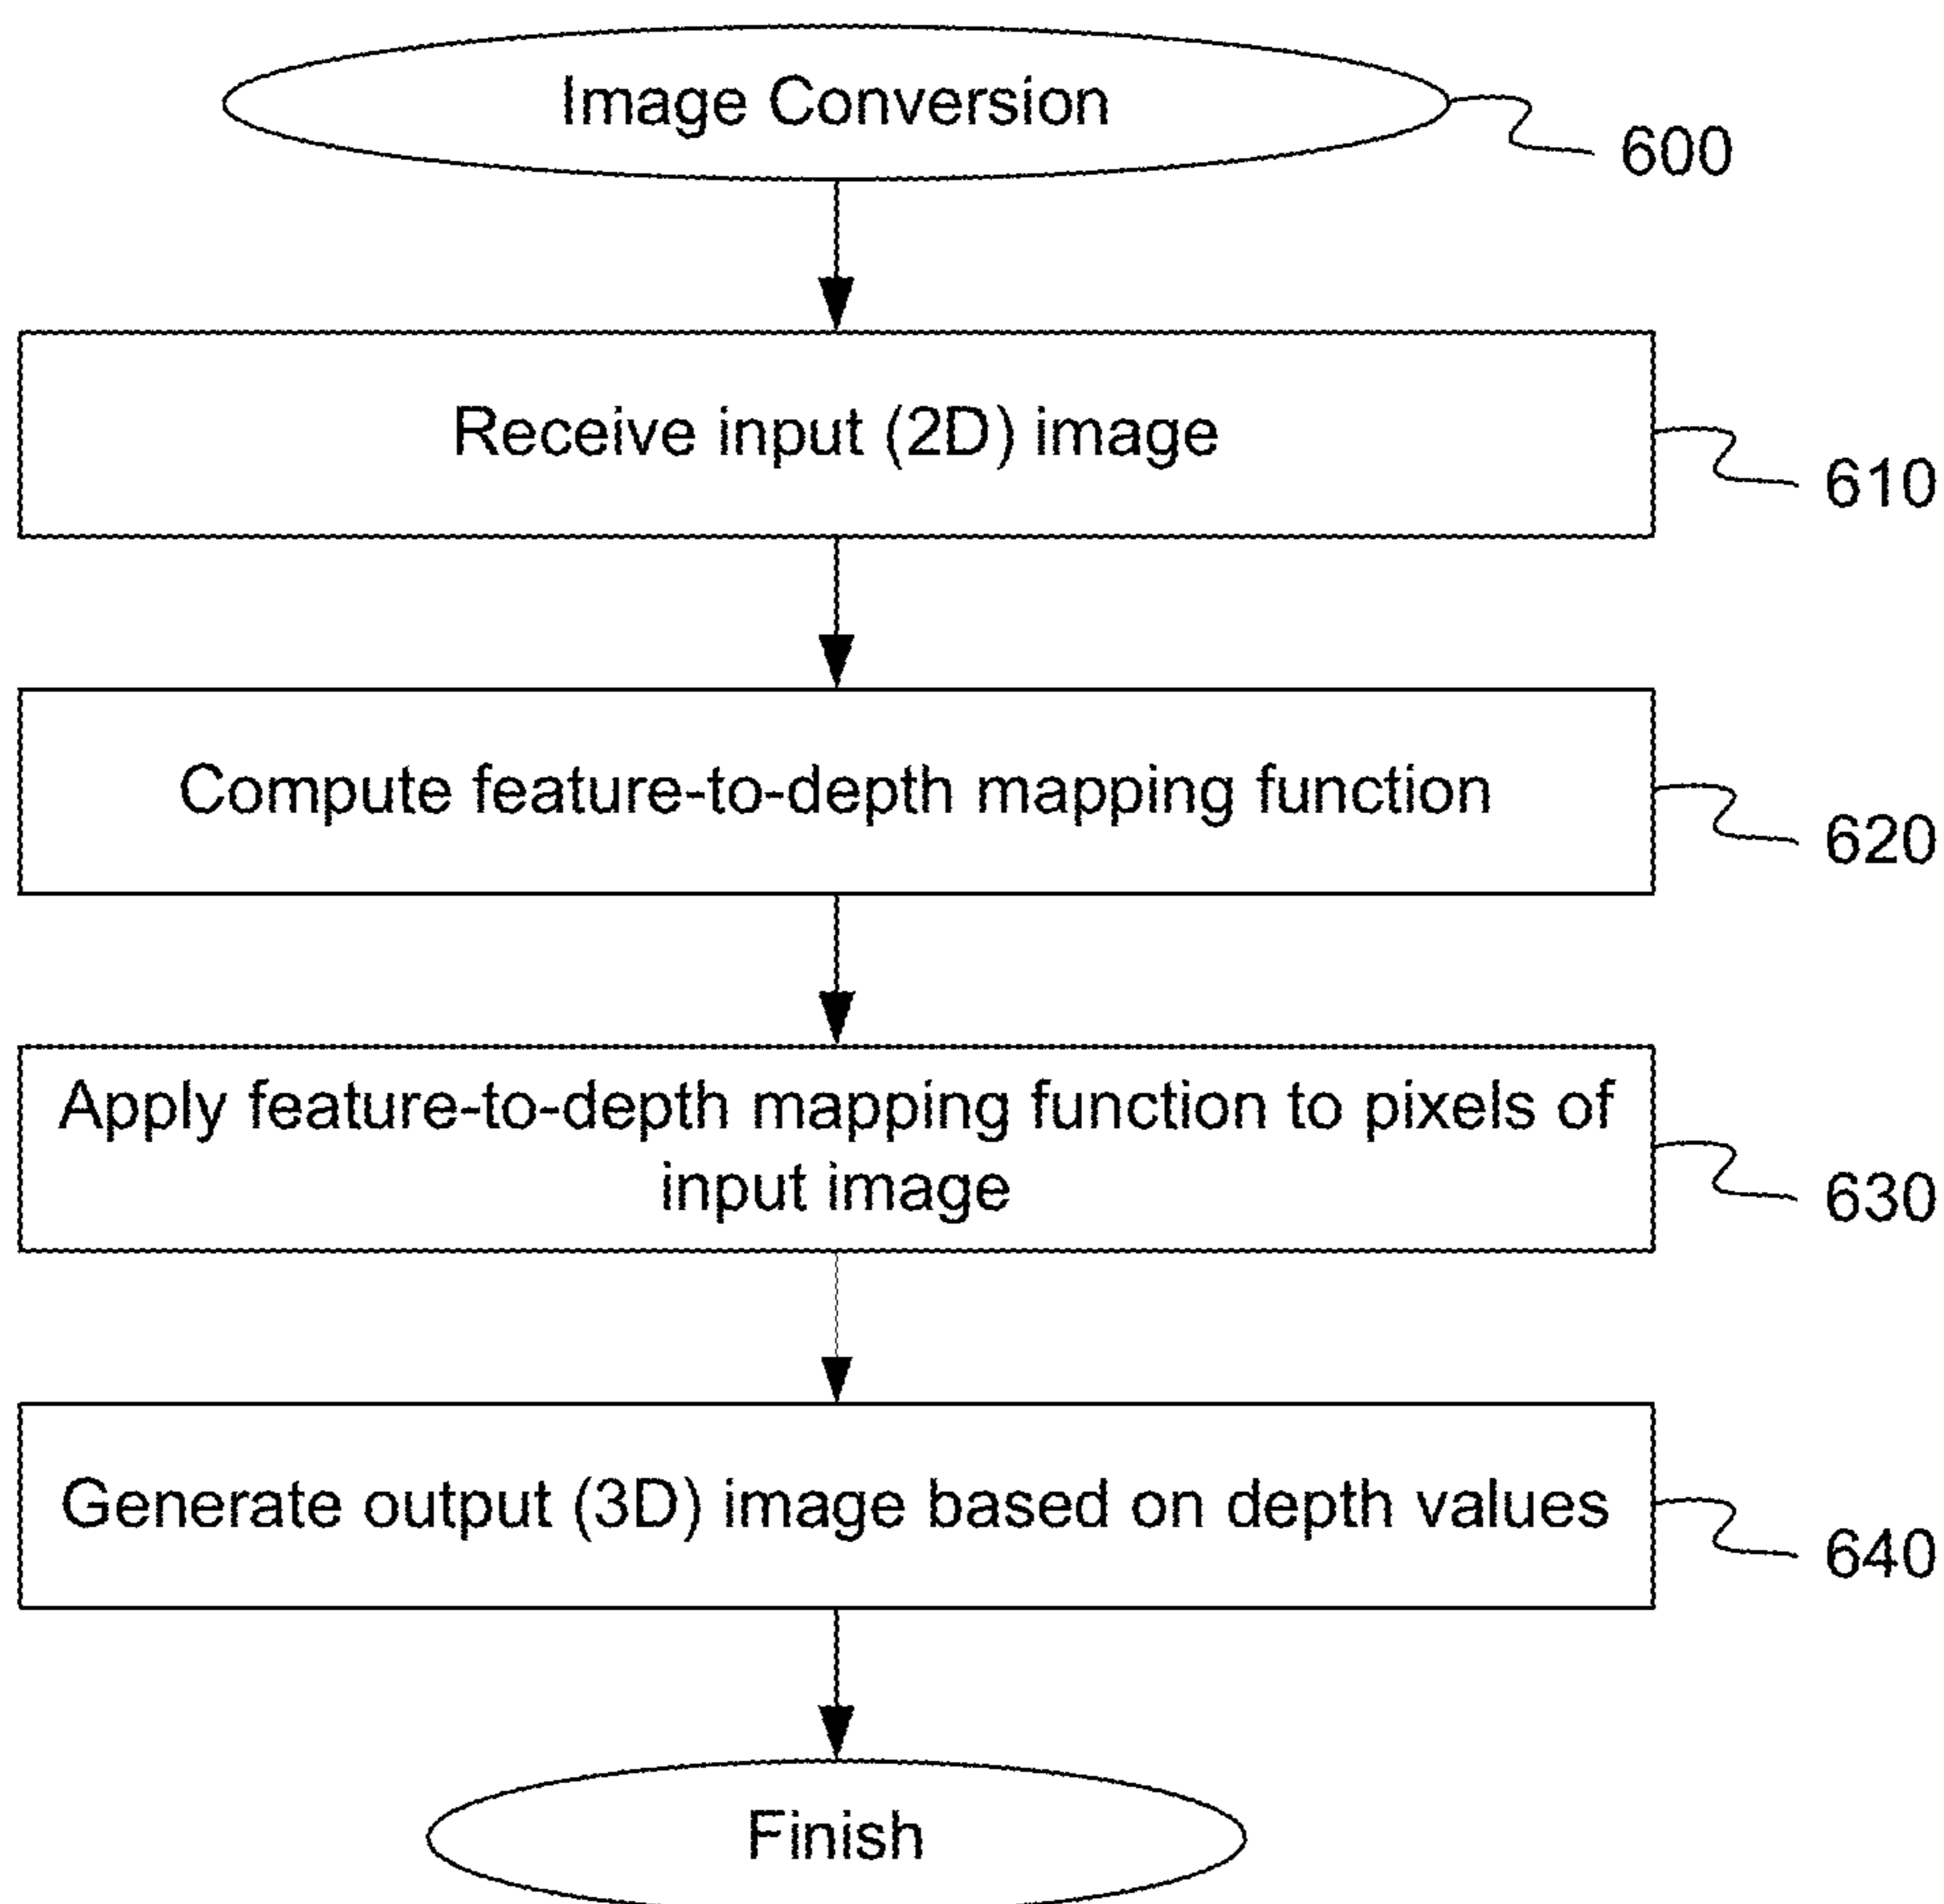 Image Conversion
600
Receive input (2D) image
610
Compute feature-to-depth mapping function
620
Apply feature-to-depth mapping function to pixels of
input image
630
Generate output (3D) image based on depth values
640
Finish